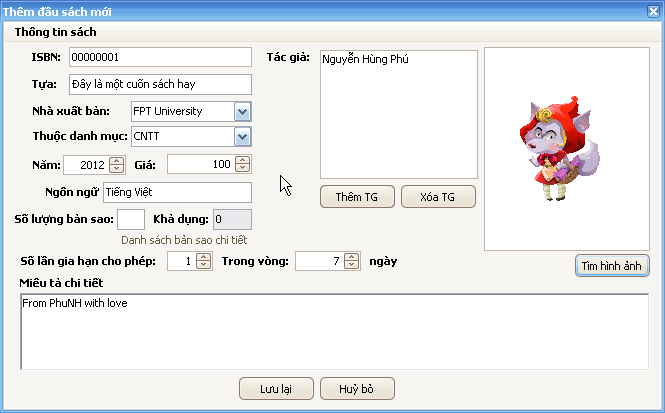 Thêm đầu sách mới
Thông tin sách
ISBN: 00000001
Tác giả: Nguyễn Hùng Phú
Tựa: Đây là một cuốn sách hay
Nhà xuất bản: FPT University
Thuộc danh mục: CNTT
Năm: 2012 Giá: 100
Ngôn ngữ Tiếng Việt
Thêm TG Xóa TG
Số lượng bản sao: Khả dụng: 0
Danh sách bản sao chi tiết
Số lần gia hạn cho phép: 1 Trong vòng: 7 ngày
Tìm hình ảnh
Miêu tả chi tiết
From PhuNH with love
Lưu lại Huỷ bỏ